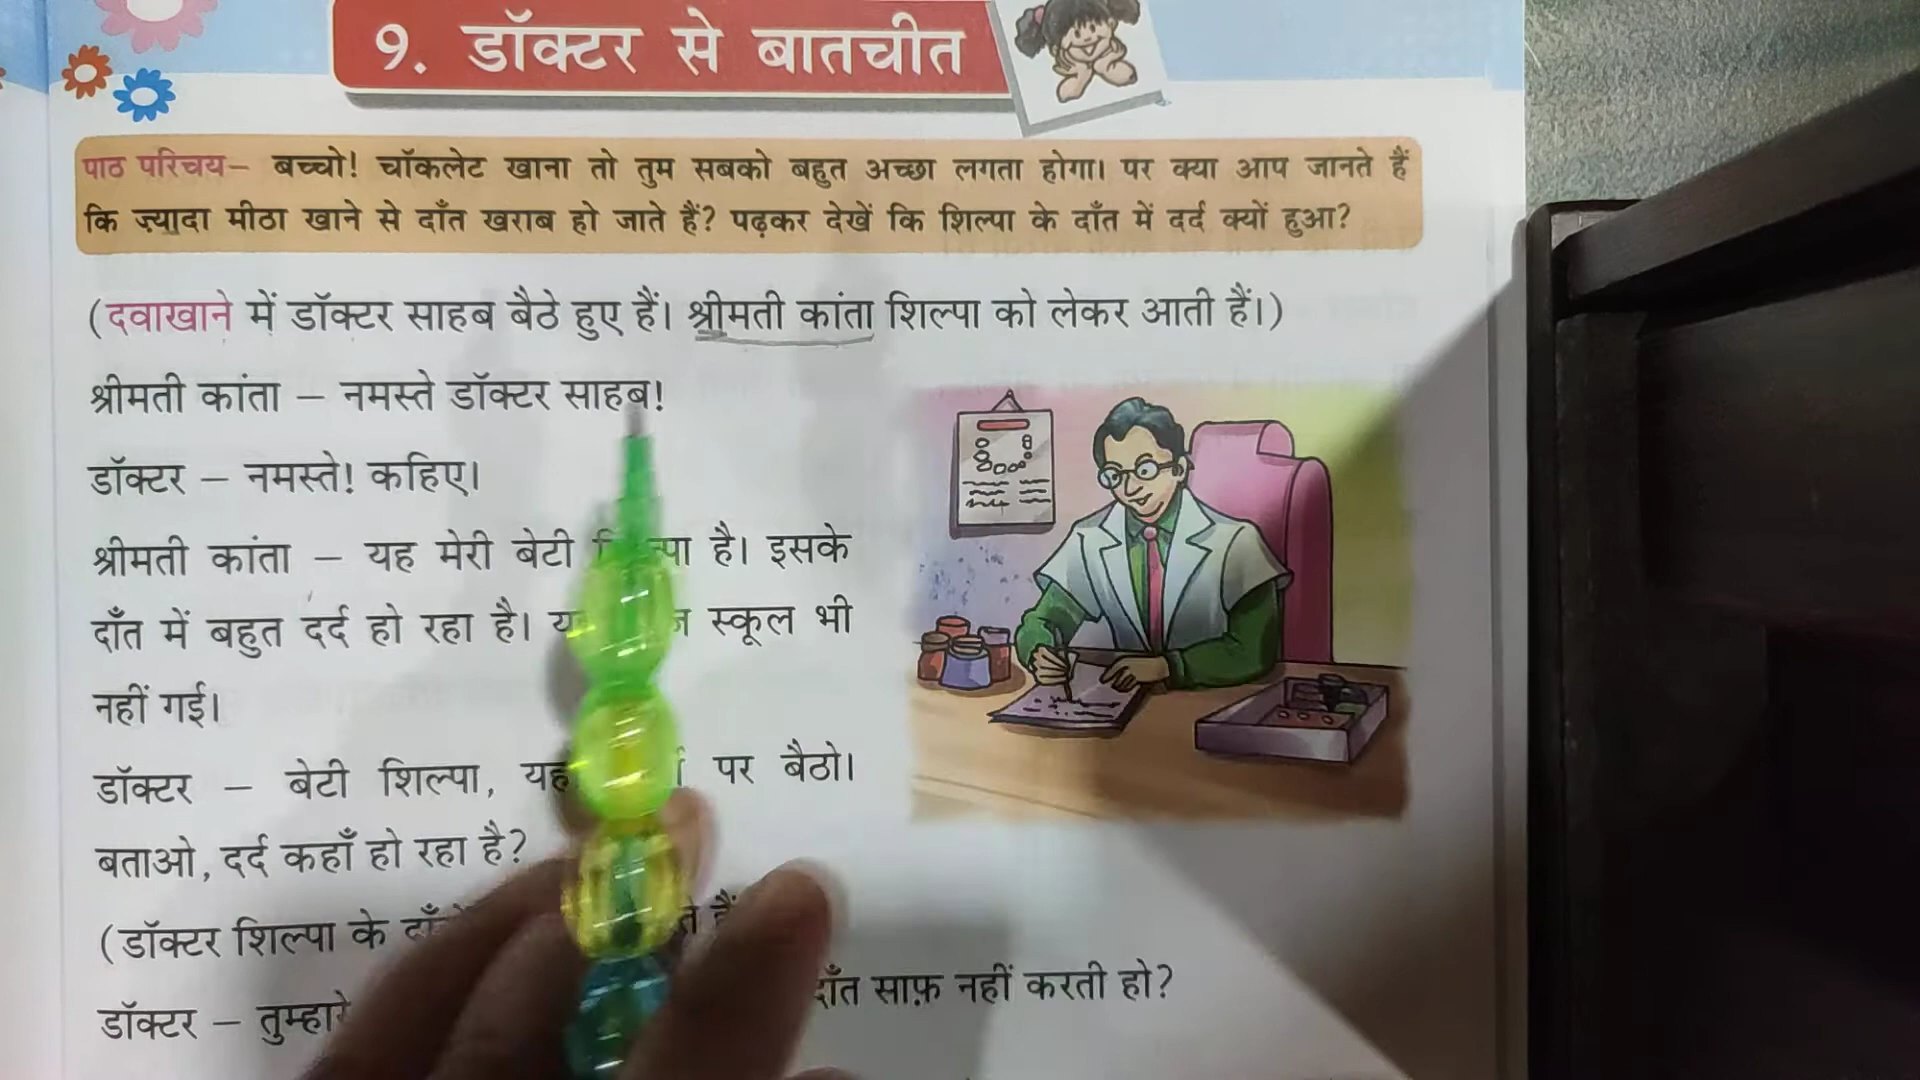 9. डॉक्टर से बातचीत
पाठ परिचय– बच्चो! चॉकलेट खाना तो तुम सबको बहुत अच्छा लगता होगा। पर क्या आप जानते हैं
कि ज़्यादा मीठा खाने से दाँत खराब हो जाते हैं? पढ़कर देखें कि शिल्पा के दाँत में दर्द क्यों हुआ?
(दवाखाने में डॉक्टर साहब बैठे हुए हैं। श्रीमती कांता शिल्पा को लेकर आती हैं।)
श्रीमती कांता – नमस्ते डॉक्टर साहब!
डॉक्टर – नमस्ते! कहिए।
श्रीमती कांता – यह मेरी बेटी है। इसके
दाँत में बहुत दर्द हो रहा है। स्कूल भी
नहीं गई।
डॉक्टर – बेटी शिल्पा, पर बैठो।
बताओ, दर्द कहाँ हो रहा है?
(डॉक्टर शिल्पा के
डॉक्टर – दाँत साफ़ नहीं करती हो?